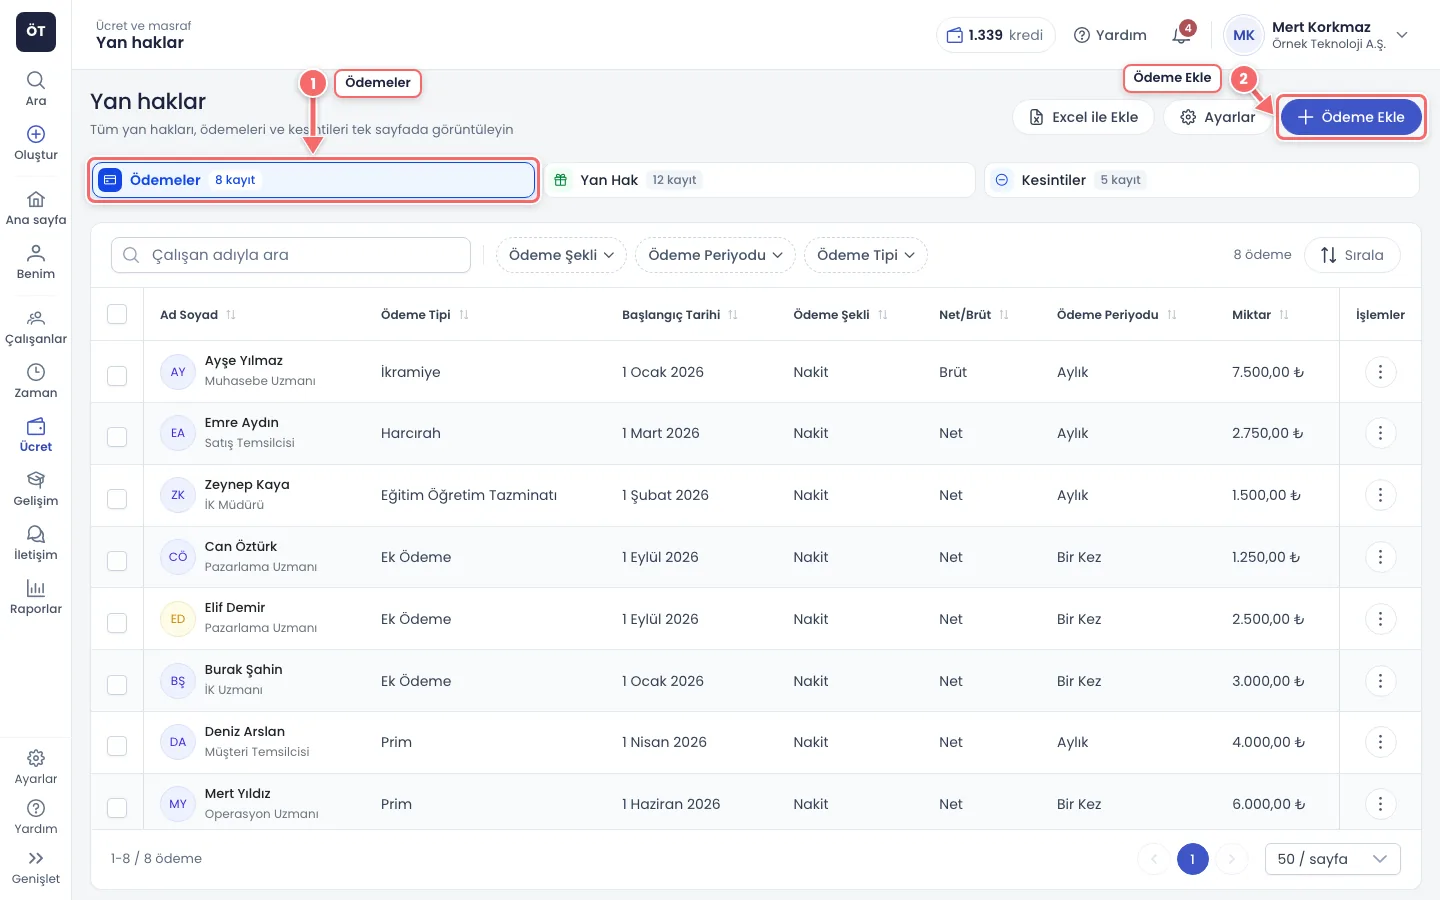 ÖT
Ara
Oluştur
Ana sayfa
Benim
Çalışanlar
Zaman
Ücret
Gelişim
İletişim
Raporlar
Ayarlar
Yardım
Genişlet
Ücret ve masraf
Yan haklar
1.339 kredi
Yardım
4
MK
Mert Korkmaz
Örnek Teknoloji A.Ş.
1
Ödemeler
Ödeme Ekle
2
Yan haklar
Tüm yan hakları, ödemeleri ve kesintileri tek sayfada görüntüleyin
Excel ile Ekle
Ayarlar
Ödeme Ekle
Ödemeler 8 kayıt
Yan Hak 12 kayıt
Kesintiler 5 kayıt
Çalışan adıyla ara
Ödeme Şekli
Ödeme Periyodu
Ödeme Tipi
8 ödeme
Sırala
Ad Soyad Ödeme Tipi Başlangıç Tarihi Ödeme Şekli Net/Brüt Ödeme Periyodu Miktar İşlemler
AY Ayşe Yılmaz
Muhasebe Uzmanı
İkramiye 1 Ocak 2026 Nakit Brüt Aylık 7.500,00 ₺
EA Emre Aydın
Satış Temsilcisi
Harcırah 1 Mart 2026 Nakit Net Aylık 2.750,00 ₺
ZK Zeynep Kaya
İK Müdürü
Eğitim Öğretim Tazminatı 1 Şubat 2026 Nakit Net Aylık 1.500,00 ₺
CÖ Can Öztürk
Pazarlama Uzmanı
Ek Ödeme 1 Eylül 2026 Nakit Net Bir Kez 1.250,00 ₺
ED Elif Demir
Pazarlama Uzmanı
Ek Ödeme 1 Eylül 2026 Nakit Net Bir Kez 2.500,00 ₺
BŞ Burak Şahin
İK Uzmanı
Ek Ödeme 1 Ocak 2026 Nakit Net Bir Kez 3.000,00 ₺
DA Deniz Arslan
Müşteri Temsilcisi
Prim 1 Nisan 2026 Nakit Net Aylık 4.000,00 ₺
MY Mert Yıldız
Operasyon Uzmanı
Prim 1 Haziran 2026 Nakit Net Bir Kez 6.000,00 ₺
1-8 / 8 ödeme
1
50 / sayfa